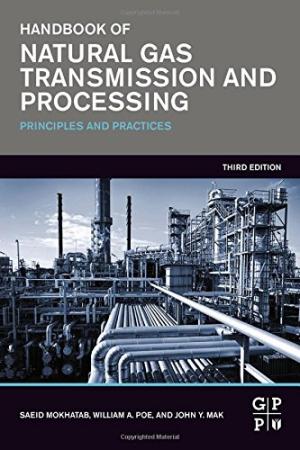 HANDBOOK OF
NATURAL GAS
TRANSMISSION AND
PROCESSING
PRINCIPLES AND PRACTICES
THIRD EDITION
SAEID MOKHATAB, WILLIAM A. POE, AND JOHN Y. MAK
G P
P